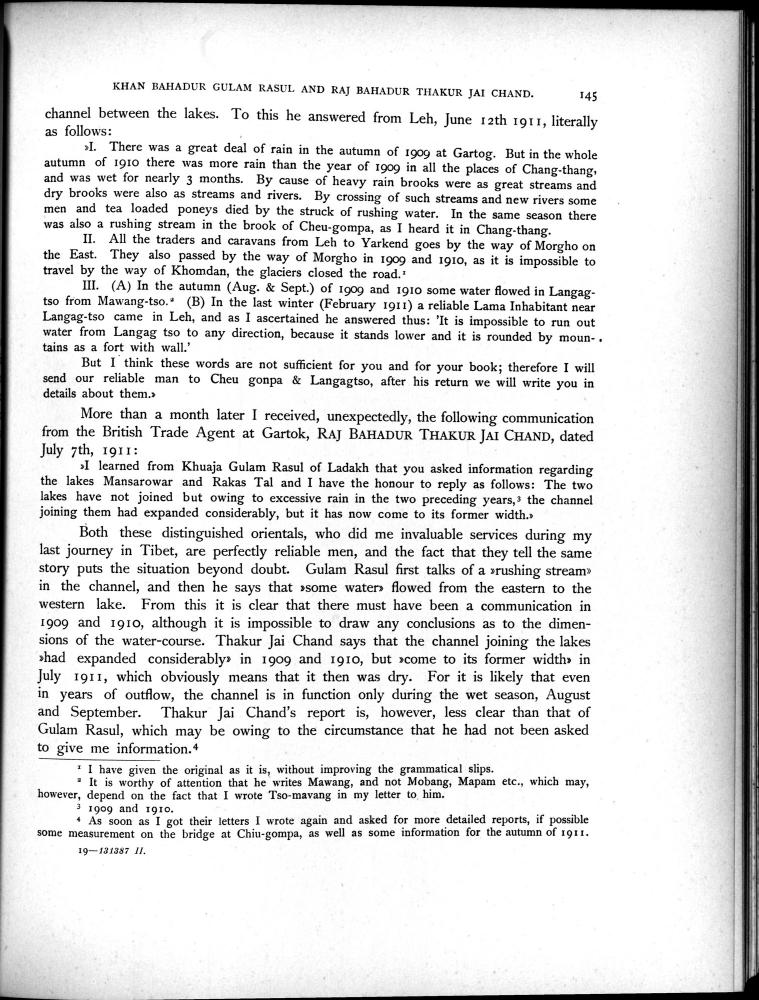 KHAN BAHADUR GULAM RASUL AND RAJ BAHADUR THAKUR JAI CHAND. 145
channel between the lakes. To this he answered from Leh, June 12th 1911, literally
as follows:
»I. There was a great deal of rain in the autumn of 1909 at Gartog. But in the whole
autumn of 1910 there was more rain than the year of 1909 in all the places of Chang-thang,
and was wet for nearly 3 months. By cause of heavy rain brooks were as great streams and
dry brooks were also as streams and rivers. By crossing of such streams and new rivers some
men and tea loaded poneys died by the struck of rushing water. In the same season there
was also a rushing stream in the brook of Cheu-gompa, as I heard it in Chang-thang.
II. All the traders and caravans from Leh to Yarkend goes by the way of Morgho on
the East. They also passed by the way of Morgho in 1909 and 1910, as it is impossible to
travel by the way of Khomdan, the glaciers closed the road.¹
III. (A) In the autumn (Aug. & Sept.) of 1909 and 1910 some water flowed in Langag-
tso from Mawang-tso.² (B) In the last winter (February 1911) a reliable Lama Inhabitant near
Langag-tso came in Leh, and as I ascertained he answered thus: 'It is impossible to run out
water from Langag tso to any direction, because it stands lower and it is rounded by moun-
tains as a fort with wall.'
But I think these words are not sufficient for you and for your book; therefore I will
send our reliable man to Cheu gonpa & Langagtso, after his return we will write you in
details about them.»
More than a month later I received, unexpectedly, the following communication
from the British Trade Agent at Gartok, RAJ BAHADUR THAKUR JAI CHAND, dated
July 7th, 1911:
»I learned from Khuaja Gulam Rasul of Ladakh that you asked information regarding
the lakes Mansarowar and Rakas Tal and I have the honour to reply as follows: The two
lakes have not joined but owing to excessive rain in the two preceding years,³ the channel
joining them had expanded considerably, but it has now come to its former width.»
Both these distinguished orientals, who did me invaluable services during my
last journey in Tibet, are perfectly reliable men, and the fact that they tell the same
story puts the situation beyond doubt. Gulam Rasul first talks of a »rushing stream»
in the channel, and then he says that »some water» flowed from the eastern to the
western lake. From this it is clear that there must have been a communication in
1909 and 1910, although it is impossible to draw any conclusions as to the dimen-
sions of the water-course. Thakur Jai Chand says that the channel joining the lakes
»had expanded considerably» in 1909 and 1910, but »come to its former width» in
July 1911, which obviously means that it then was dry. For it is likely that even
in years of outflow, the channel is in function only during the wet season, August
and September. Thakur Jai Chand's report is, however, less clear than that of
Gulam Rasul, which may be owing to the circumstance that he had not been asked
to give me information.⁴
¹ I have given the original as it is, without improving the grammatical slips.
² It is worthy of attention that he writes Mawang, and not Mobang, Mapam etc., which may,
however, depend on the fact that I wrote Tso-mavang in my letter to him.
³ 1909 and 1910.
⁴ As soon as I got their letters I wrote again and asked for more detailed reports, if possible
some measurement on the bridge at Chiu-gompa, as well as some information for the autumn of 1911.
19—131387 II.